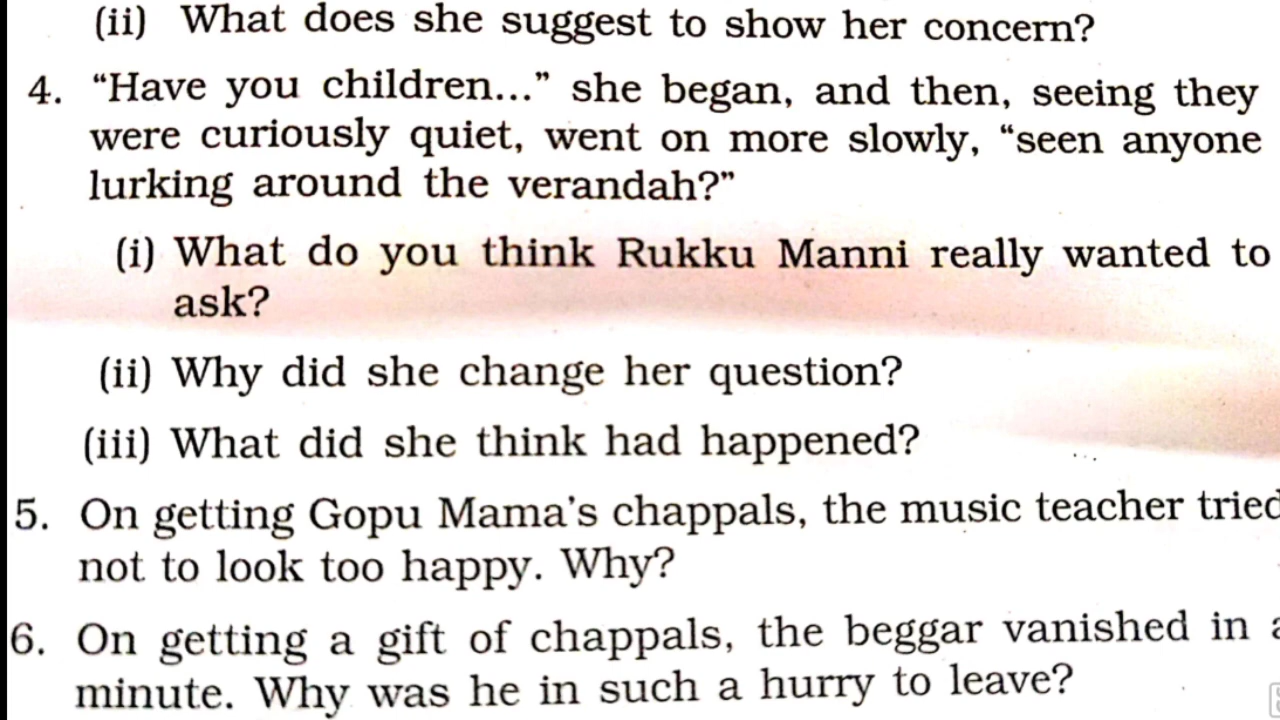 (ii) What does she suggest to show her concern?
4. “Have you children...” she began, and then, seeing they
were curiously quiet, went on more slowly, “seen anyone
lurking around the verandah?”
(i) What do you think Rukku Manni really wanted to
ask?
(ii) Why did she change her question?
(iii) What did she think had happened?
5. On getting Gopu Mama’s chappals, the music teacher tried
not to look too happy. Why?
6. On getting a gift of chappals, the beggar vanished in a
minute. Why was he in such a hurry to leave?